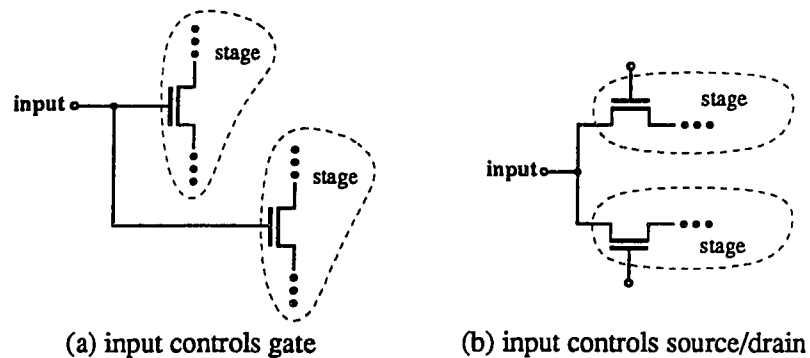 stage
input
stage
stage
input
stage
(a) input controls gate
(b) input controls source/drain